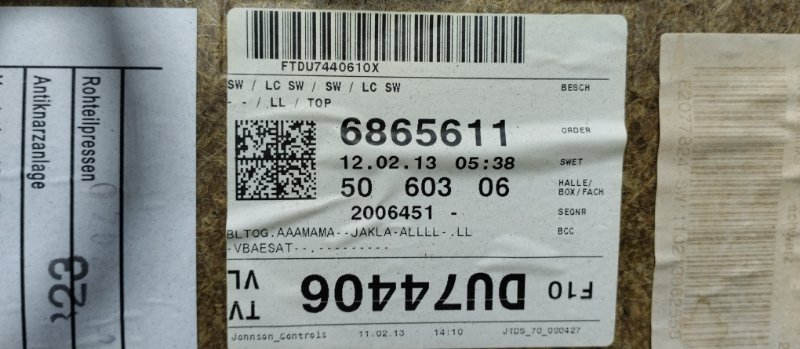 Rohteilpressen
Antiknarzanlage
FTDU7440610X
SW / LC SW / SW / LC SW
BESCH
- - / LL / TOP
6865611
ORDER
12.02.13 05:38
SWET
50 603 06
HALLE/
BOX/FACH
2006451 -
SEQNR
BLTOG.AAAMAMA--JAKLA-ALLLL-.LL
BCC
-VBAESAT--.---------
TV
VL
DU74406
F10
Johnson_Controls
11.02.13
14:10
JTDS_70_090427